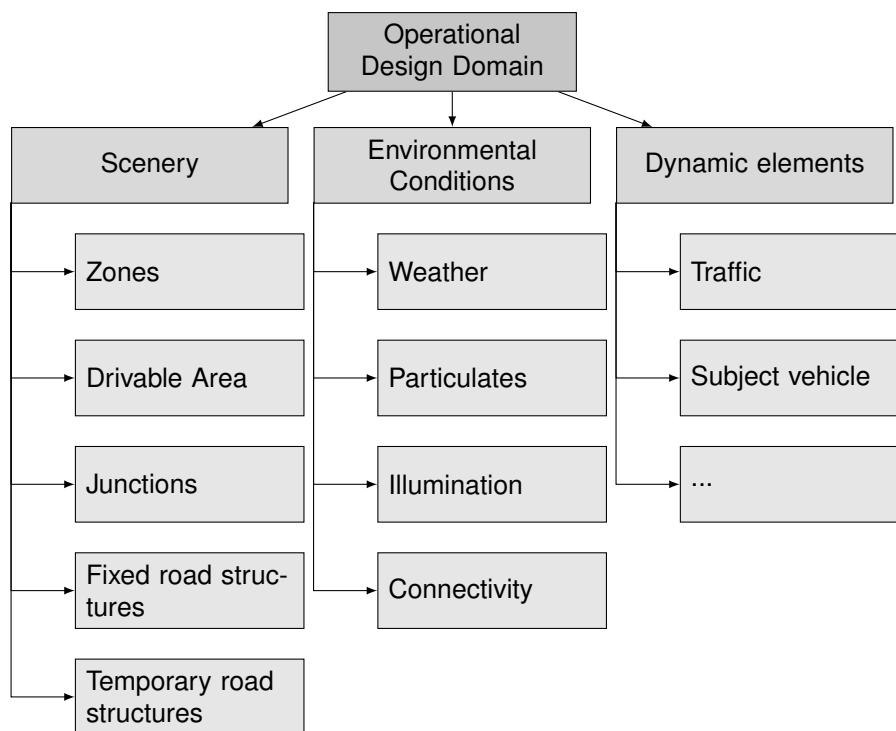 Operational
Design Domain
Scenery
Environmental
Conditions
Dynamic elements
Zones
Weather
Traffic
Drivable Area
Particulates
Subject vehicle
Junctions
Illumination
...
Fixed road struc-
tures
Connectivity
Temporary road
structures